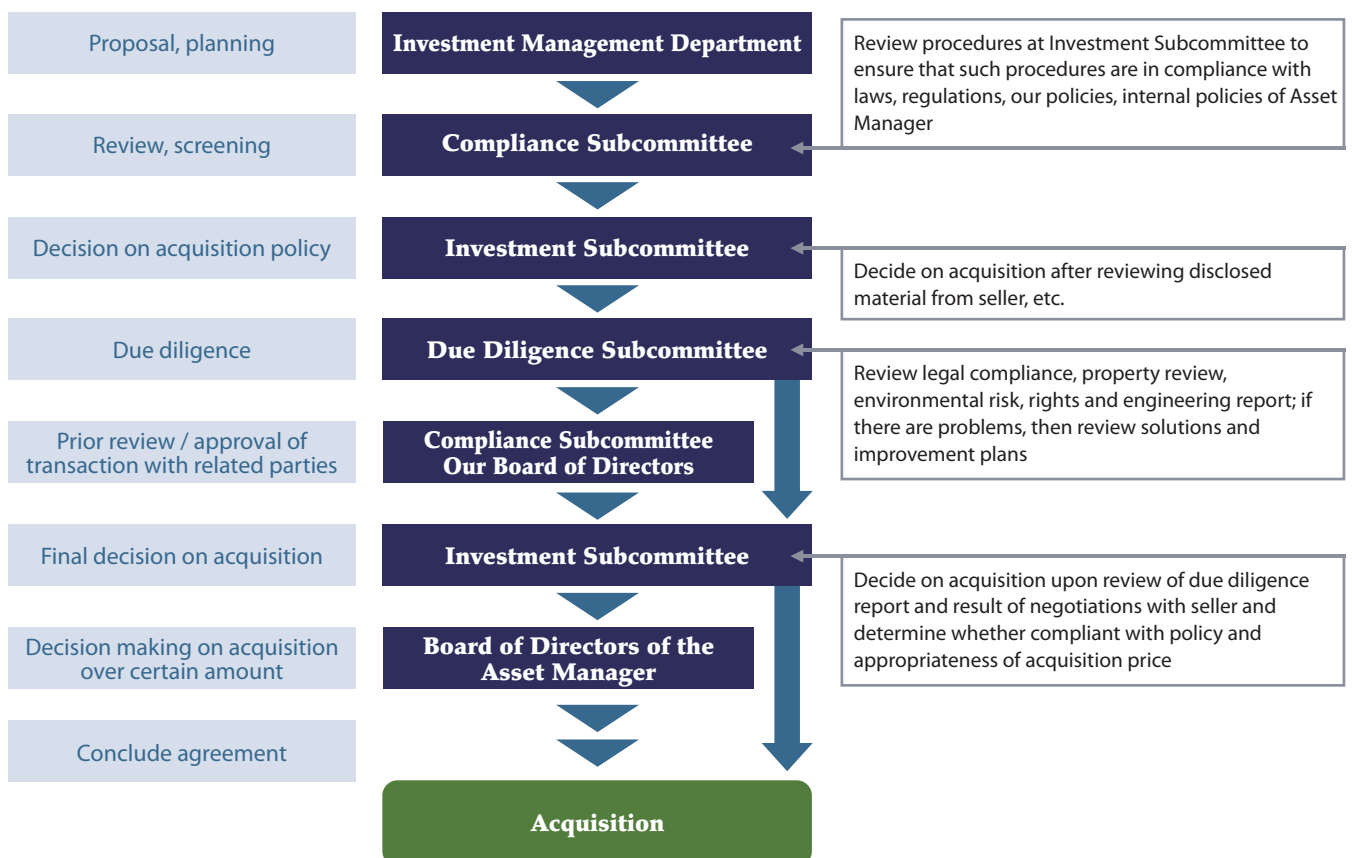 Proposal, planning
Investment Management Department
Review procedures at Investment Subcommittee to
ensure that such procedures are in compliance with
laws, regulations, our policies, internal policies of Asset
Manager
Review, screening
Compliance Subcommittee
Decision on acquisition policy
Investment Subcommittee
Decide on acquisition after reviewing disclosed
material from seller, etc.
Due diligence
Due Diligence Subcommittee
Review legal compliance, property review,
environmental risk, rights and engineering report; if
there are problems, then review solutions and
improvement plans
Prior review / approval of
transaction with related parties
Compliance Subcommittee
Our Board of Directors
Final decision on acquisition
Investment Subcommittee
Decide on acquisition upon review of due diligence
report and result of negotiations with seller and
determine whether compliant with policy and
appropriateness of acquisition price
Decision making on acquisition
over certain amount
Board of Directors of the
Asset Manager
Conclude agreement
Acquisition